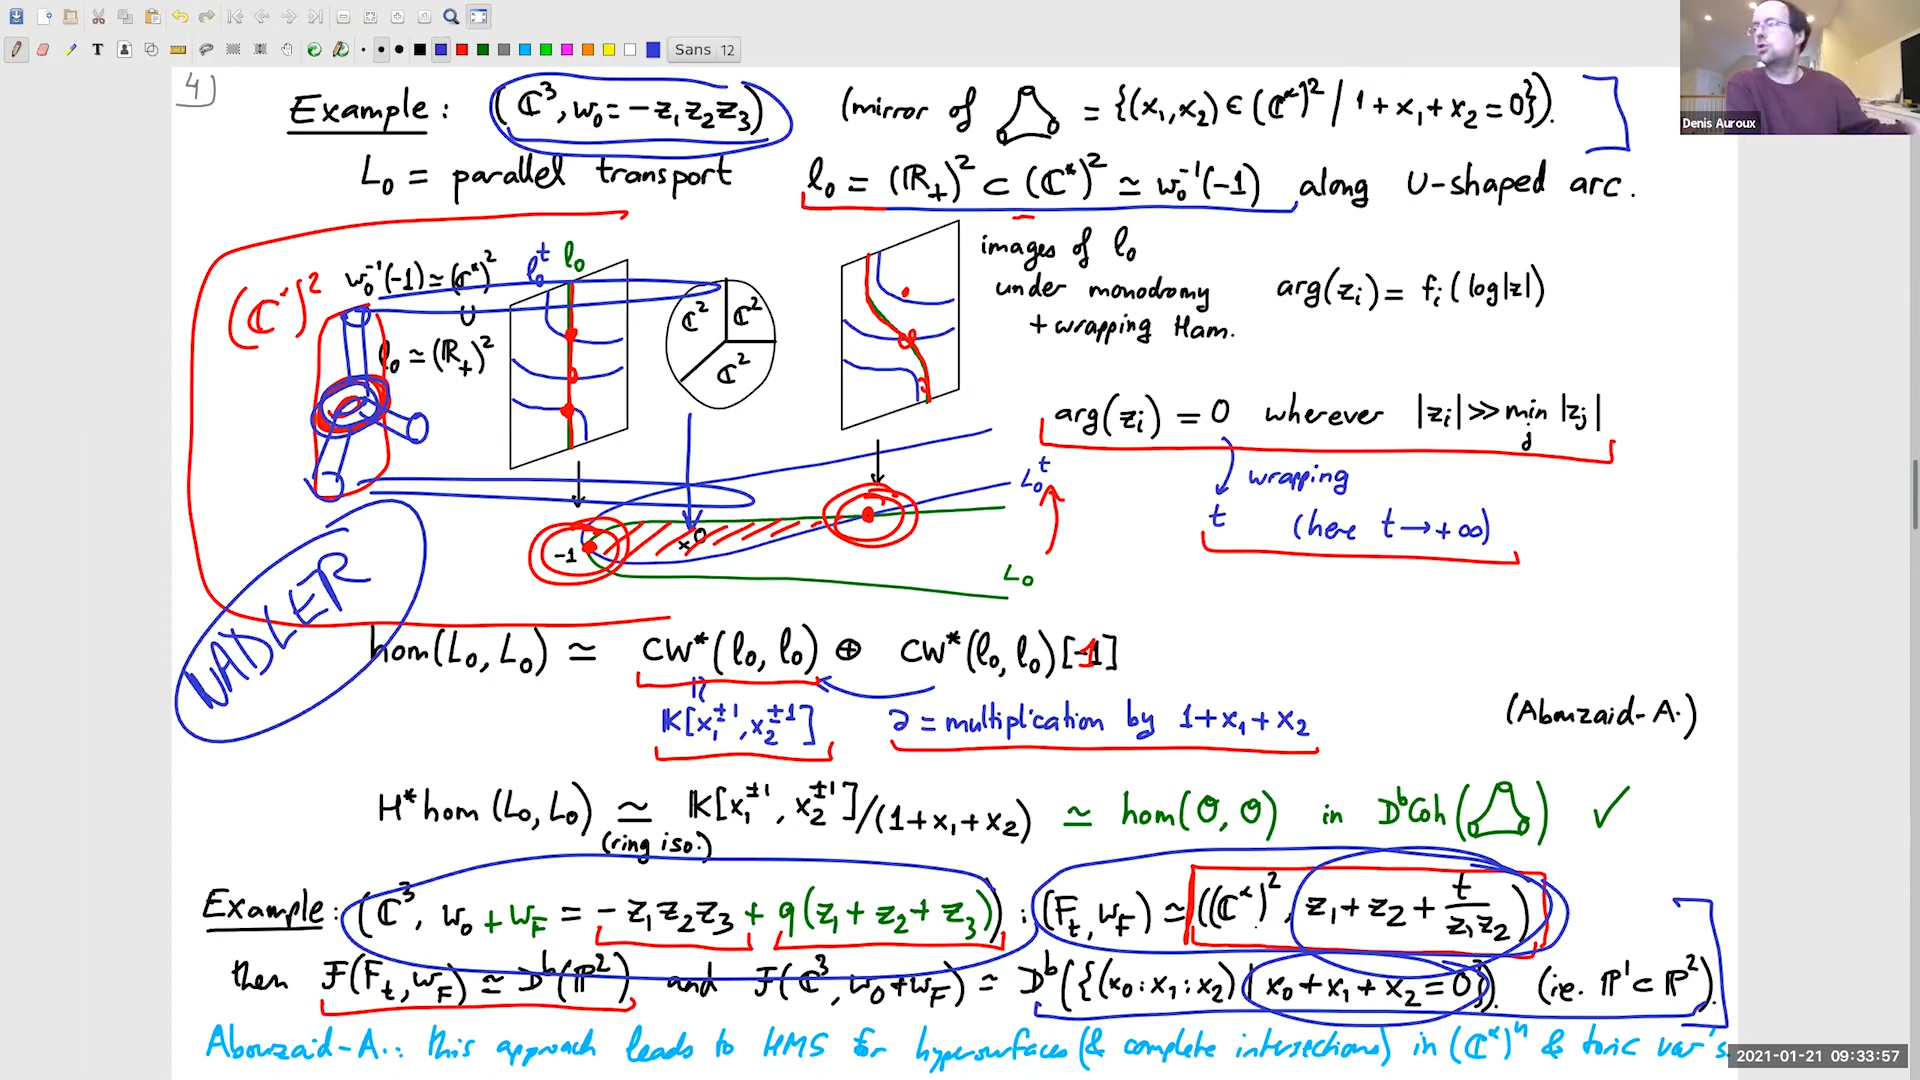 Sans 12
Denis Auroux
4)
Example: (ℂ³, w₀ = -z₁z₂z₃) (mirror of = {(x₁,x₂) ∈ (ℂ*)² / 1+x₁+x₂=0}).
L₀ = parallel transport l₀ = (ℝ₊)² ⊂ (ℂ*)² ≃ w₀⁻¹(-1) along U-shaped arc.
(ℂ*)²
w₀⁻¹(-1) ≃ (ℂ*)²
∪
l₀ ≃ (ℝ₊)²
l₀ᵗ l₀
ℂ² ℂ²
ℂ²
images of l₀
under monodromy
+ wrapping Ham.
arg(zᵢ) = fᵢ(log|z|)
arg(zᵢ) = 0 wherever |zᵢ| ≫ min_j |z_j|
wrapping
t (here t → +∞)
-1
×0
L₀ᵗ
L₀
NADLER
hom(L₀, L₀) ≃ CW*(l₀, l₀) ⊕ CW*(l₀, l₀)[-1]
𝕂[x₁^±1, x₂^±1] ∂ = multiplication by 1+x₁+x₂
(Abouzaid-A.)
H*hom(L₀, L₀) ≃ 𝕂[x₁^±1, x₂^±1]/(1+x₁+x₂) ≃ hom(O, O) in DᵇCoh( ) ✓
(ring iso.)
Example: (ℂ³, w₀+w_F = -z₁z₂z₃ + q(z₁+z₂+z₃)) ; (F_t, w_F) ≃ ((ℂ*)², z₁+z₂+t/z₁z₂)
then F(F_t, w_F) ≃ Dᵇ(ℙ²) and F(ℂ³, w₀+w_F) ≃ Dᵇ({(x₀:x₁:x₂) | x₀+x₁+x₂=0}). (ie. ℙ¹ ⊂ ℙ²).
Abouzaid-A.: this approach leads to HMS for hypersurfaces (& complete intersections) in (ℂ*)ⁿ & toric var's.
2021-01-21 09:33:57